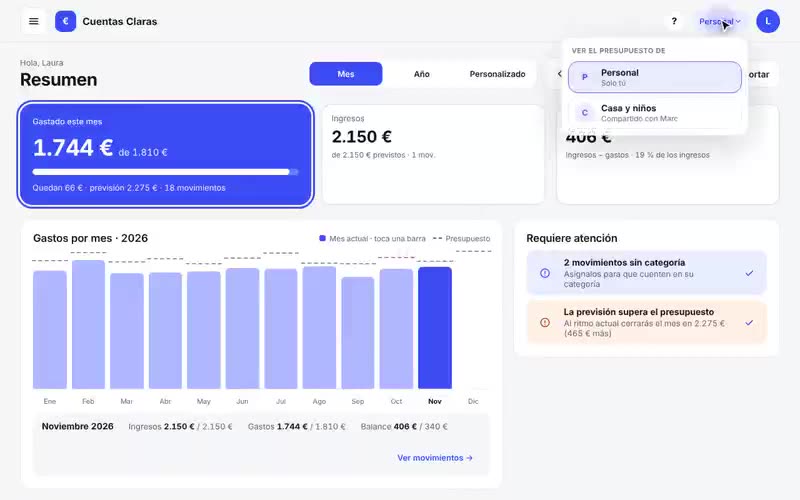 € Cuentas Claras
?
Personal
L
Hola, Laura
Resumen
Mes
Año
Personalizado
ortar
VER EL PRESUPUESTO DE
P
Personal
Solo tú
C
Casa y niños
Compartido con Marc
Gastado este mes
1.744 € de 1.810 €
Quedan 66 € · previsión 2.275 € · 18 movimientos
Ingresos
2.150 €
de 2.150 € previstos · 1 mov.
406 €
Ingresos – gastos · 19 % de los ingresos
Gastos por mes · 2026
Mes actual · toca una barra
Presupuesto
Ene Feb Mar Abr May Jun Jul Ago Sep Oct Nov Dic
Noviembre 2026 Ingresos 2.150 € / 2.150 € Gastos 1.744 € / 1.810 € Balance 406 € / 340 €
Ver movimientos →
Requiere atención
2 movimientos sin categoría
Asígnalos para que cuenten en su
categoría
La previsión supera el presupuesto
Al ritmo actual cerrarás el mes en 2.275 €
(465 € más)